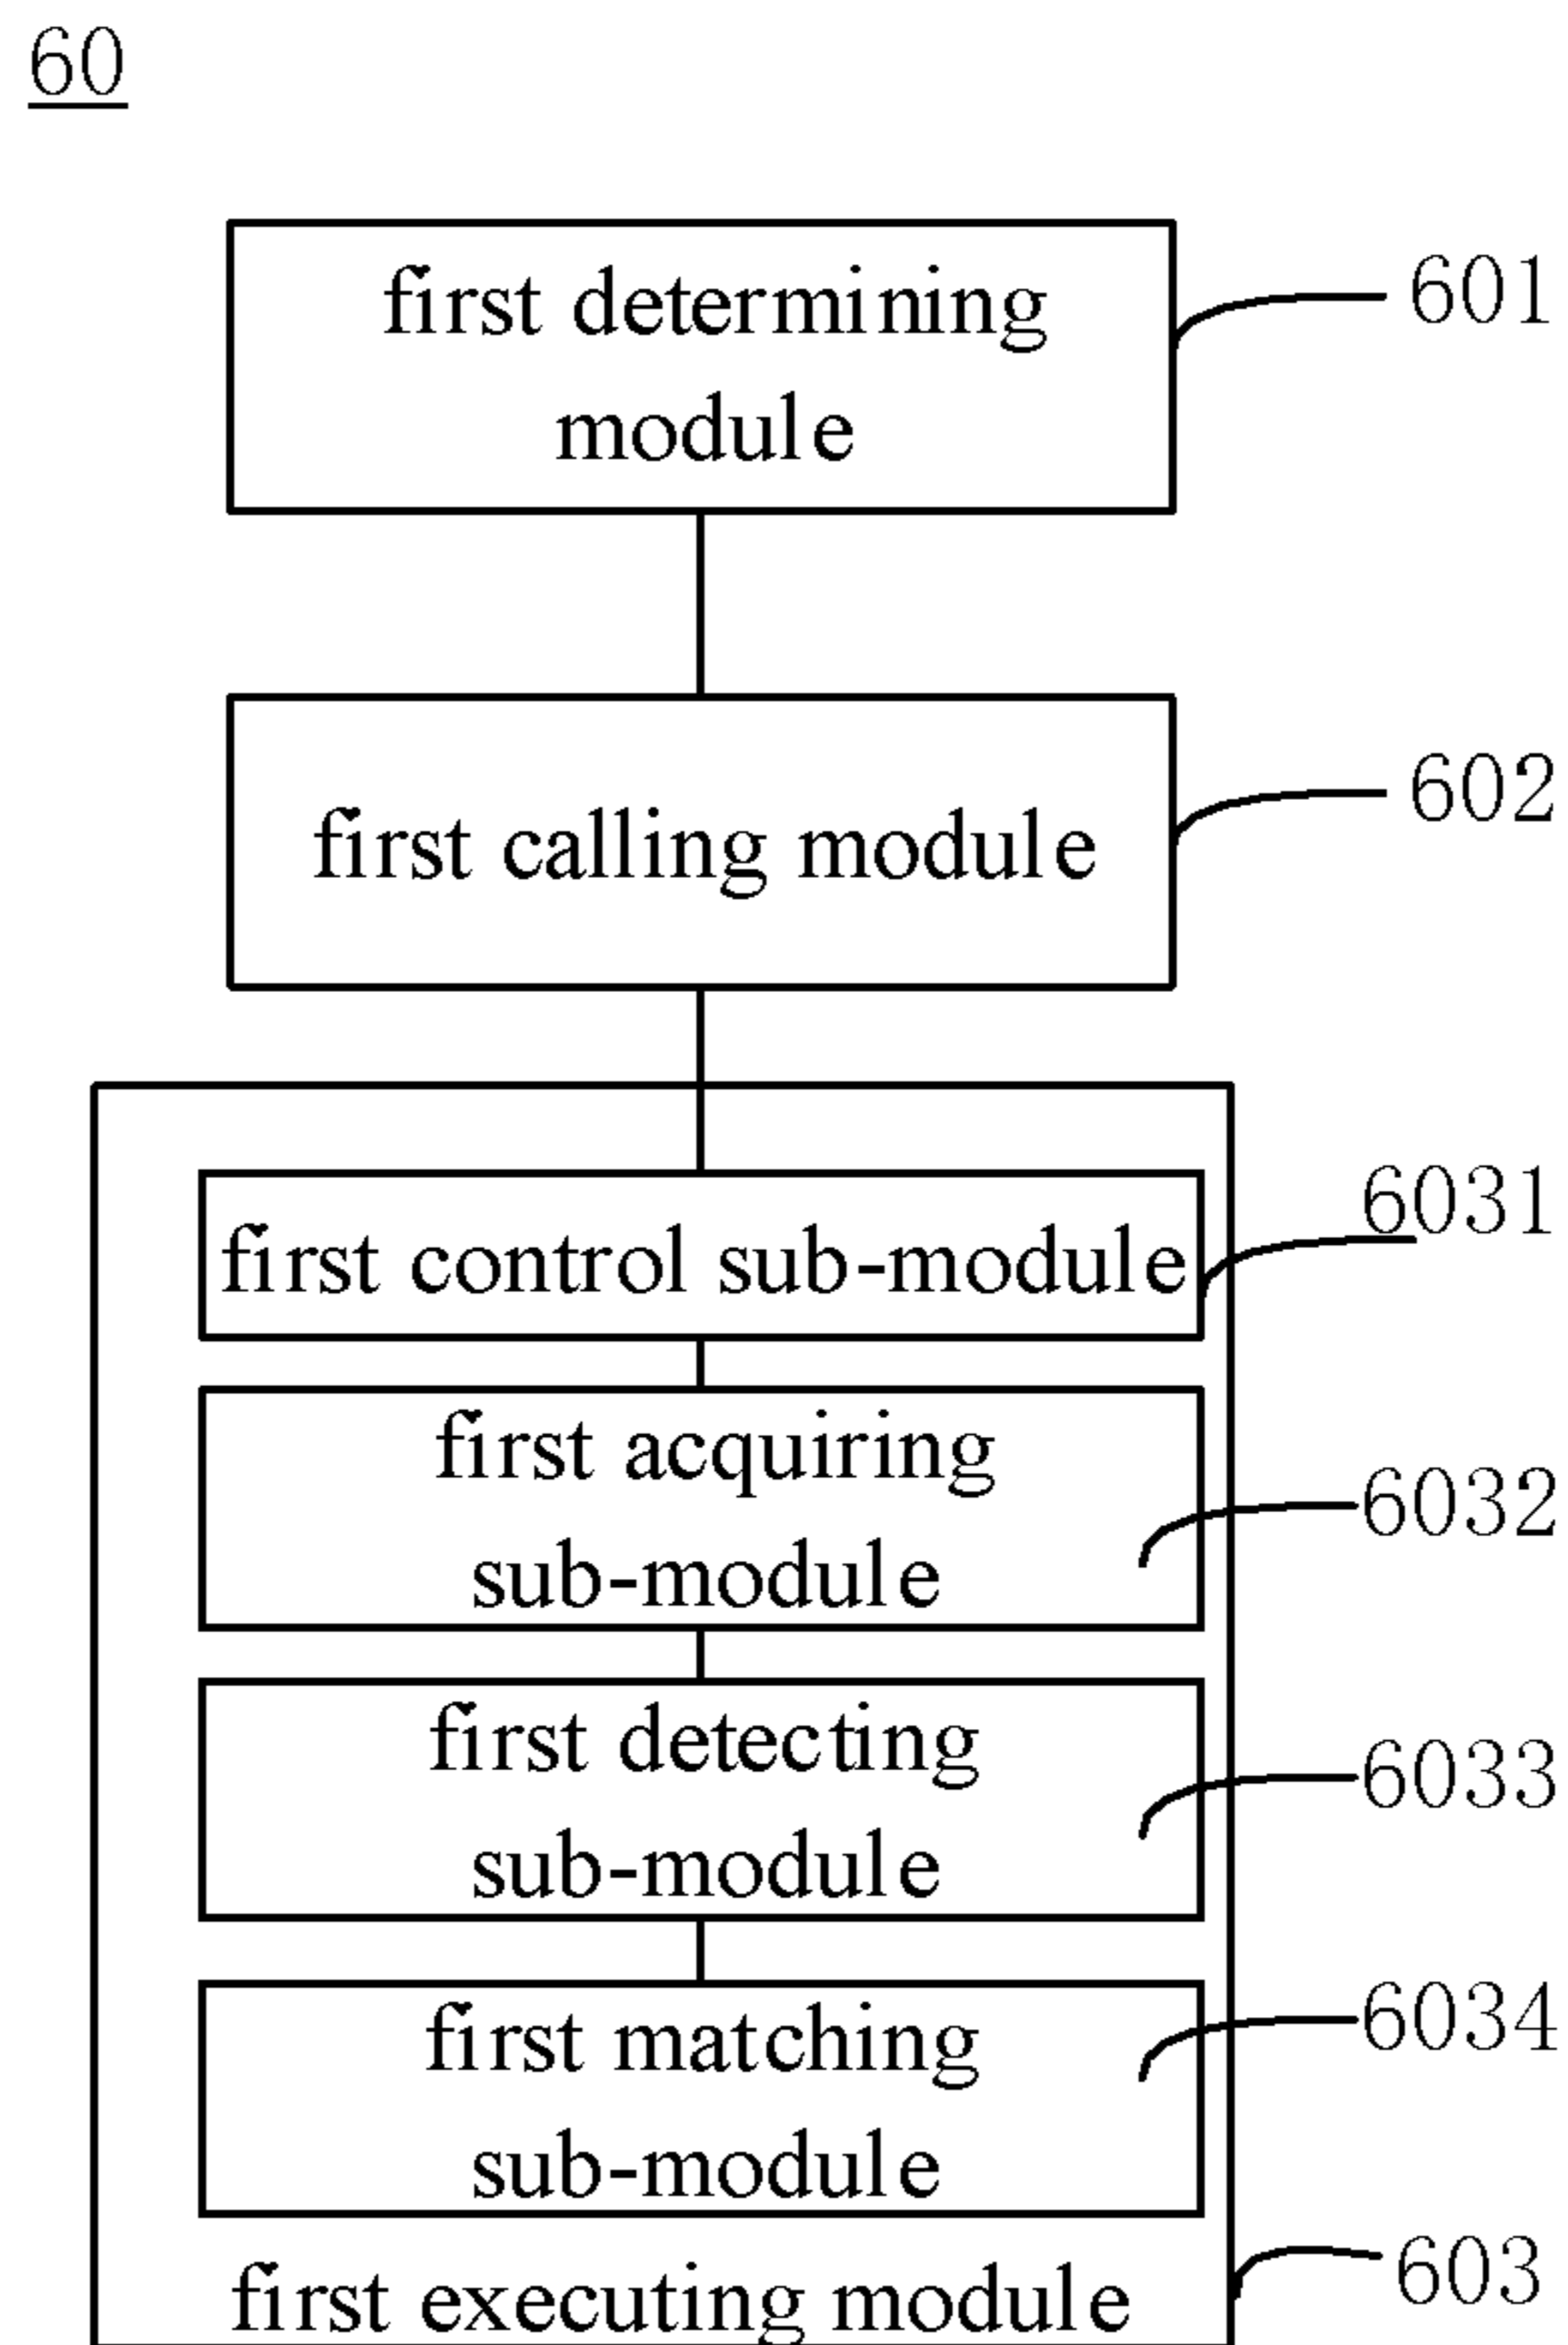 60
first determining
module
601
first calling module
602
first control sub-module
6031
first acquiring
sub-module
6032
first detecting
sub-module
6033
first matching
sub-module
6034
first executing module
603